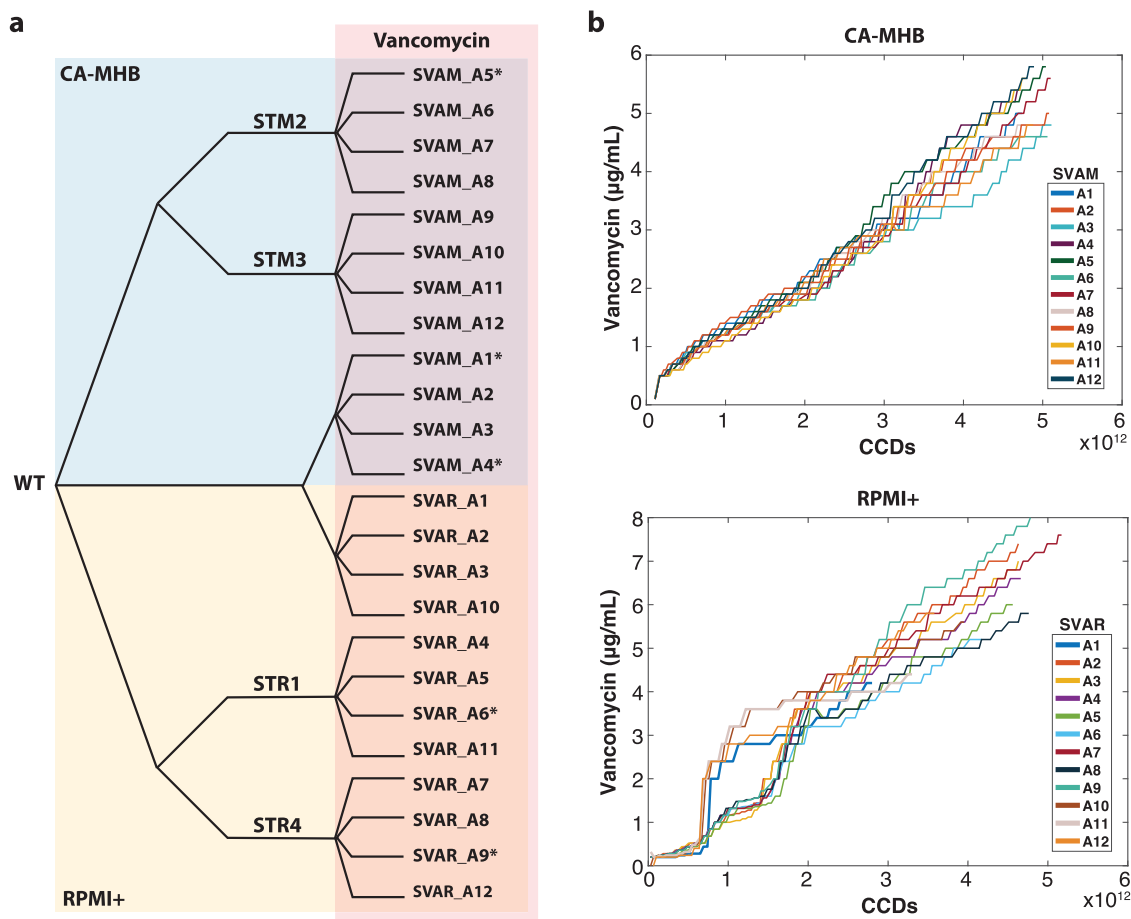 a
Vancomycin
CA-MHB
SVAM_A5*
STM2
SVAM_A6
SVAM_A7
SVAM_A8
SVAM_A9
STM3
SVAM_A10
SVAM_A11
SVAM_A12
SVAM_A1*
SVAM_A2
SVAM_A3
SVAM_A4*
WT
SVAR_A1
SVAR_A2
SVAR_A3
SVAR_A10
SVAR_A4
STR1
SVAR_A5
SVAR_A6*
SVAR_A11
SVAR_A7
STR4
SVAR_A8
SVAR_A9*
SVAR_A12
RPMI+
b
CA-MHB
Vancomycin (µg/mL)
6
5
4
3
2
1
0
0 1 2 3 4 5 6
x10¹²
CCDs
SVAM
A1
A2
A3
A4
A5
A6
A7
A8
A9
A10
A11
A12
RPMI+
Vancomycin (µg/mL)
8
7
6
5
4
3
2
1
0
0 1 2 3 4 5 6
x10¹²
CCDs
SVAR
A1
A2
A3
A4
A5
A6
A7
A8
A9
A10
A11
A12